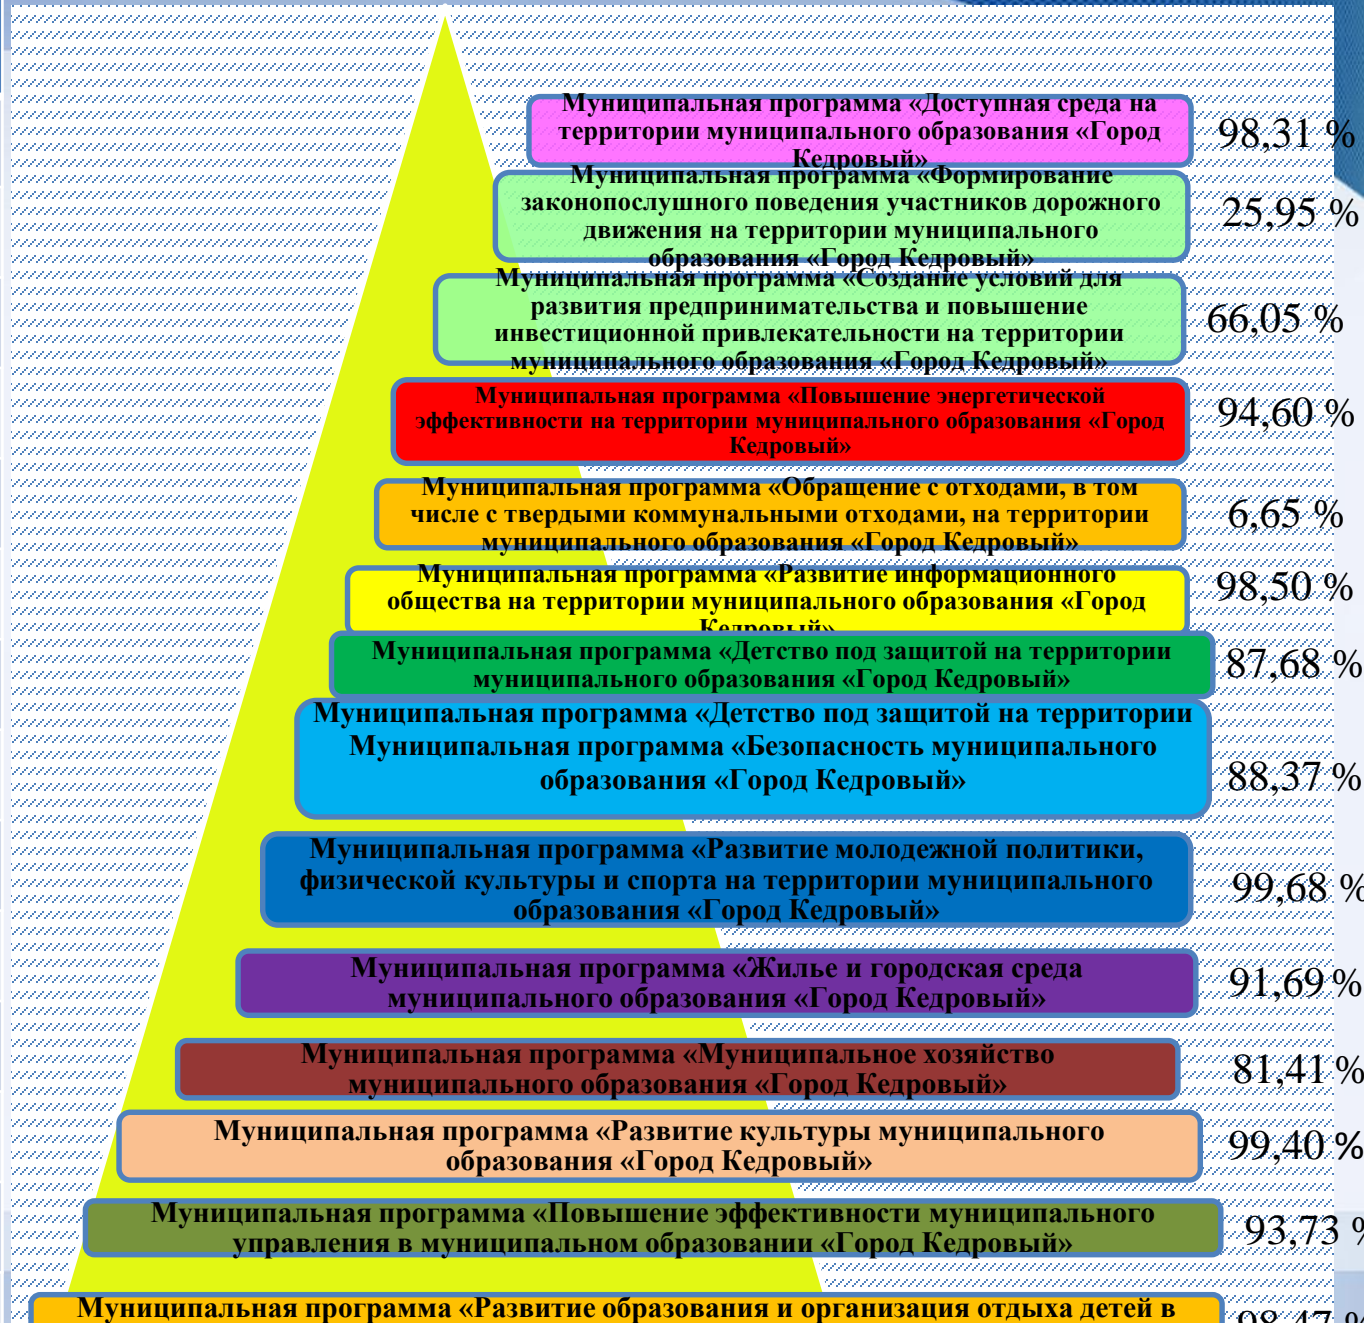 Муниципальная программа «Доступная среда на
территории муниципального образования «Город
Кедровый»
98,31 %
Муниципальная программа «Формирование
законопослушного поведения участников дорожного
движения на территории муниципального
образования «Город Кедровый»
25,95 %
Муниципальная программа «Создание условий для
развития предпринимательства и повышение
инвестиционной привлекательности на территории
муниципального образования «Город Кедровый»
66,05 %
Муниципальная программа «Повышение энергетической
эффективности на территории муниципального образования «Город
Кедровый»
94,60 %
Муниципальная программа «Обращение с отходами, в том
числе с твердыми коммунальными отходами, на территории
муниципального образования «Город Кедровый»
6,65 %
Муниципальная программа «Развитие информационного
общества на территории муниципального образования «Город
Кедровый»
98,50 %
Муниципальная программа «Детство под защитой на территории
муниципального образования «Город Кедровый»
87,68 %
Муниципальная программа «Детство под защитой на территории
Муниципальная программа «Безопасность муниципального
образования «Город Кедровый»
88,37 %
Муниципальная программа «Развитие молодежной политики,
физической культуры и спорта на территории муниципального
образования «Город Кедровый»
99,68 %
Муниципальная программа «Жилье и городская среда
муниципального образования «Город Кедровый»
91,69 %
Муниципальная программа «Муниципальное хозяйство
муниципального образования «Город Кедровый»
81,41 %
Муниципальная программа «Развитие культуры муниципального
образования «Город Кедровый»
99,40 %
Муниципальная программа «Повышение эффективности муниципального
управления в муниципальном образовании «Город Кедровый»
93,73 %
Муниципальная программа «Развитие образования и организация отдыха детей в
98,47 %